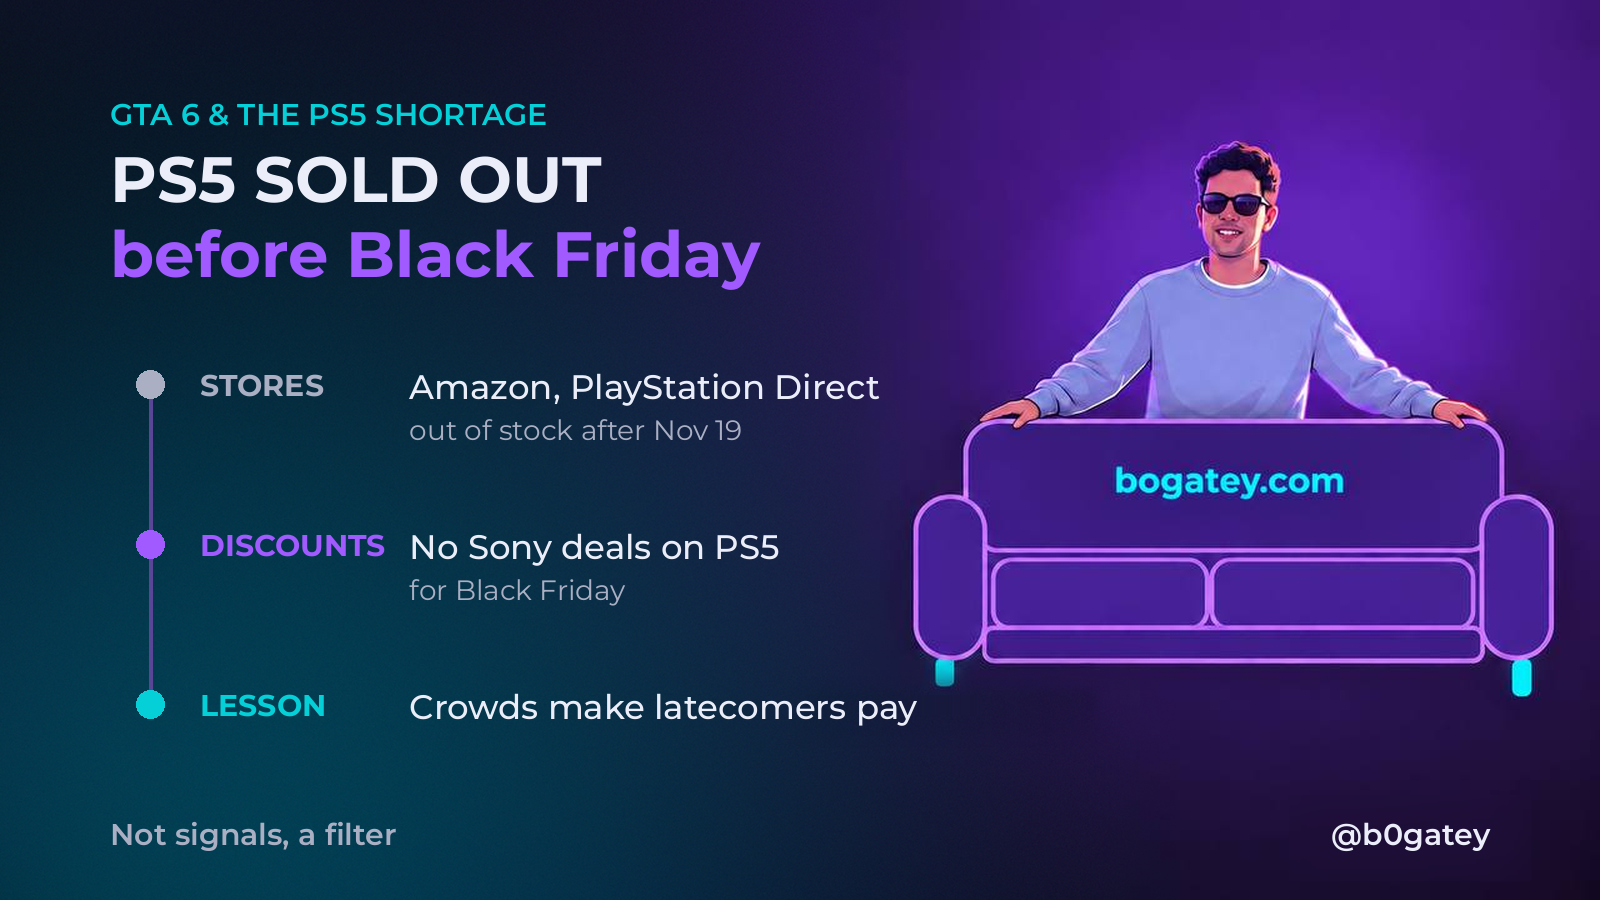 GTA 6 & THE PS5 SHORTAGE
PS5 SOLD OUT
before Black Friday
STORES
Amazon, PlayStation Direct
out of stock after Nov 19
DISCOUNTS
No Sony deals on PS5
for Black Friday
LESSON
Crowds make latecomers pay
bogatey.com
Not signals, a filter
@b0gatey